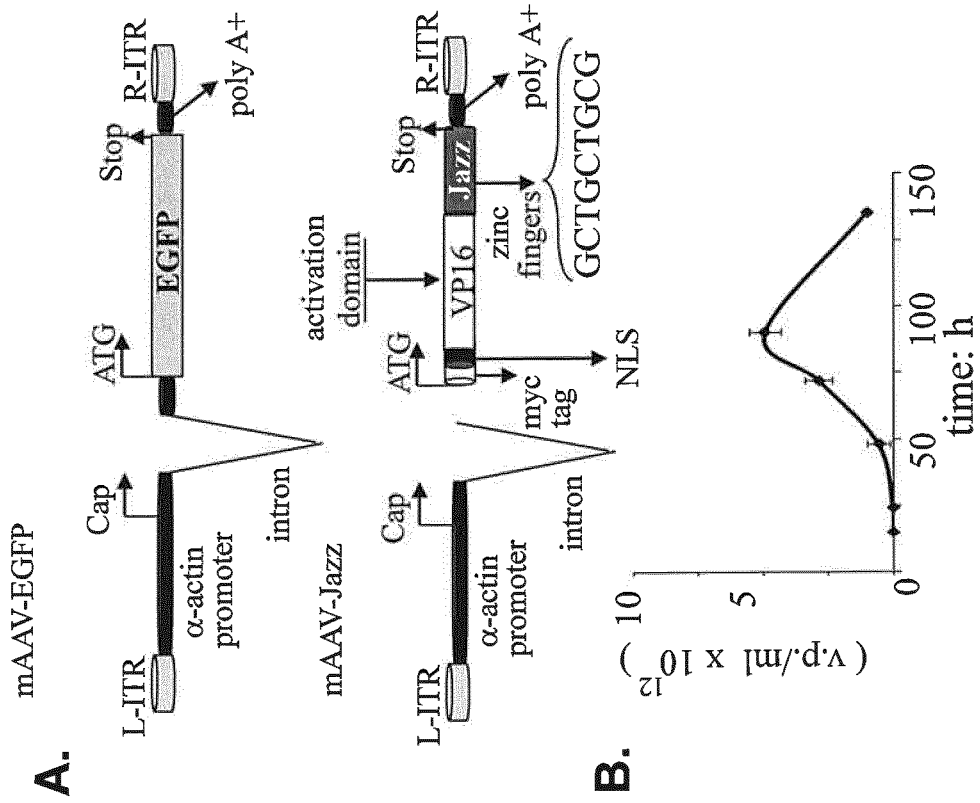 A.
mAAV-EGFP
L-ITR
α-actin
promoter
Cap
intron
ATG
EGFP
Stop
poly A+
R-ITR
mAAV-Jazz
L-ITR
α-actin
promoter
Cap
intron
ATG
myc
tag
NLS
activation
domain
VP16
Jazz
zinc
fingers
Stop
poly A+
R-ITR
GCTGCTGCG
B.
( v.p./ml x 10¹² )
10
5
0
50
100
150
time: h